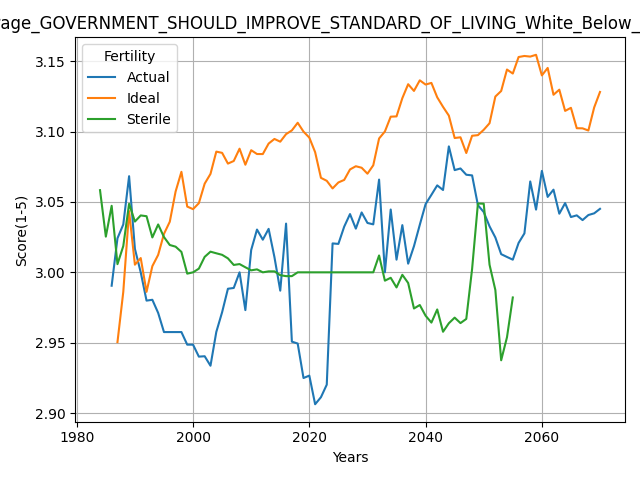 rage_GOVERNMENT_SHOULD_IMPROVE_STANDARD_OF_LIVING_White_Below_
Fertility
Actual
Ideal
Sterile
Score(1-5)
3.15
3.10
3.05
3.00
2.95
2.90
1980 2000 2020 2040 2060
Years